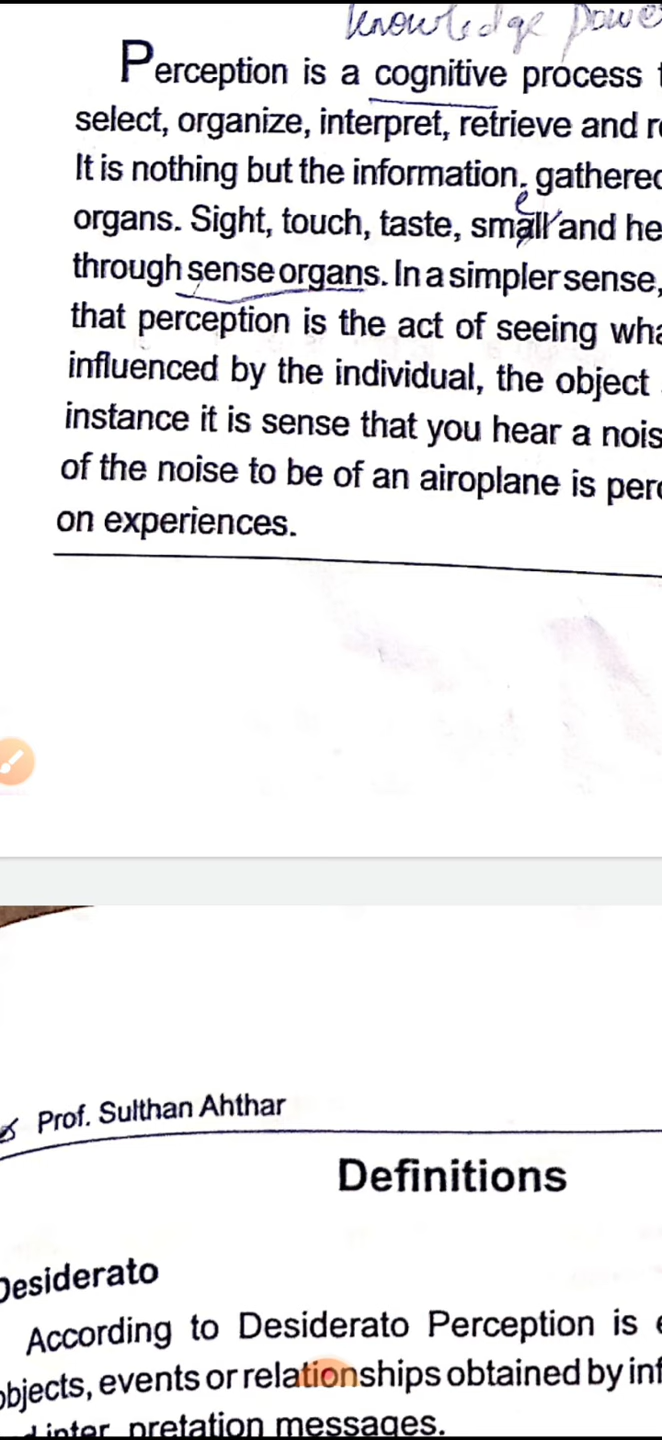 knowledge powe
Perception is a cognitive process
select, organize, interpret, retrieve and
It is nothing but the information, gathered
e
organs. Sight, touch, taste, small and he
through sense organs. In a simpler sense,
that perception is the act of seeing wha
influenced by the individual, the object
instance it is sense that you hear a nois
of the noise to be of an airoplane is perc
on experiences.
Prof. Sulthan Ahthar
Definitions
Desiderato
According to Desiderato Perception is
objects, events or relationships obtained by inf
inter pretation messages.